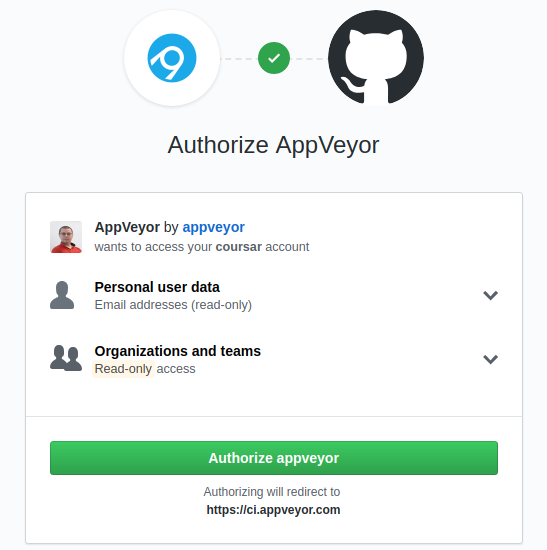 Authorize AppVeyor
AppVeyor by appveyor
wants to access your coursar account
Personal user data
Email addresses (read-only)
Organizations and teams
Read-only access
Authorize appveyor
Authorizing will redirect to
https://ci.appveyor.com